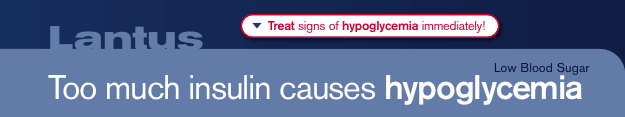 Treat signs of hypoglycemia immediately!
Lantus
Low Blood Sugar
Too much insulin causes hypoglycemia